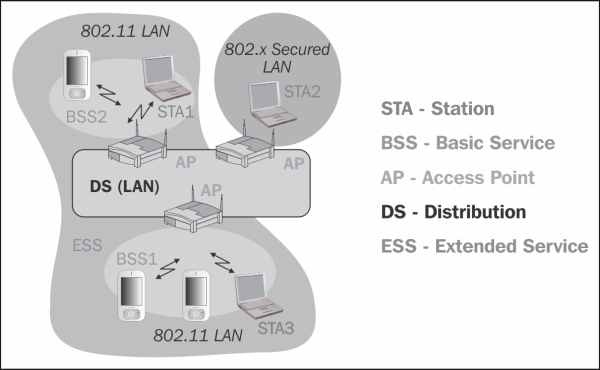 802.11 LAN
802.x Secured
LAN
STA2
BSS2
STA1
AP
AP
DS (LAN)
AP
ESS
BSS1
STA3
802.11 LAN
STA - Station
BSS - Basic Service
AP - Access Point
DS - Distribution
ESS - Extended Service